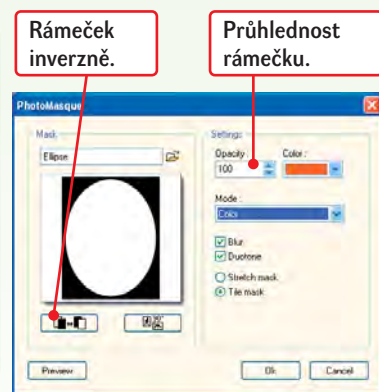 Rámeček
inverzně.
Průhlednost
rámečku.
PhotoMasque
Mask
Ellipse
Settings
Opacity :
Color :
100
Mode :
Color
Blur
Duotone
Stretch mask
Tile mask
Preview
Ok
Cancel